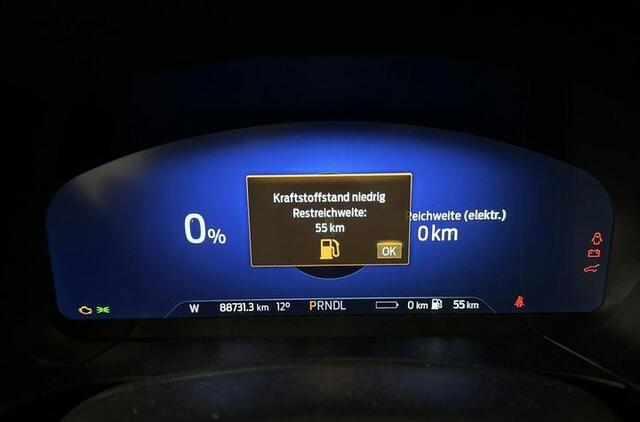 Kraftstoffstand niedrig
Restreichweite:
55 km
OK
0%
Reichweite (elektr.)
0 km
W 88731.3 km 12° PRNDL 0 km 55 km